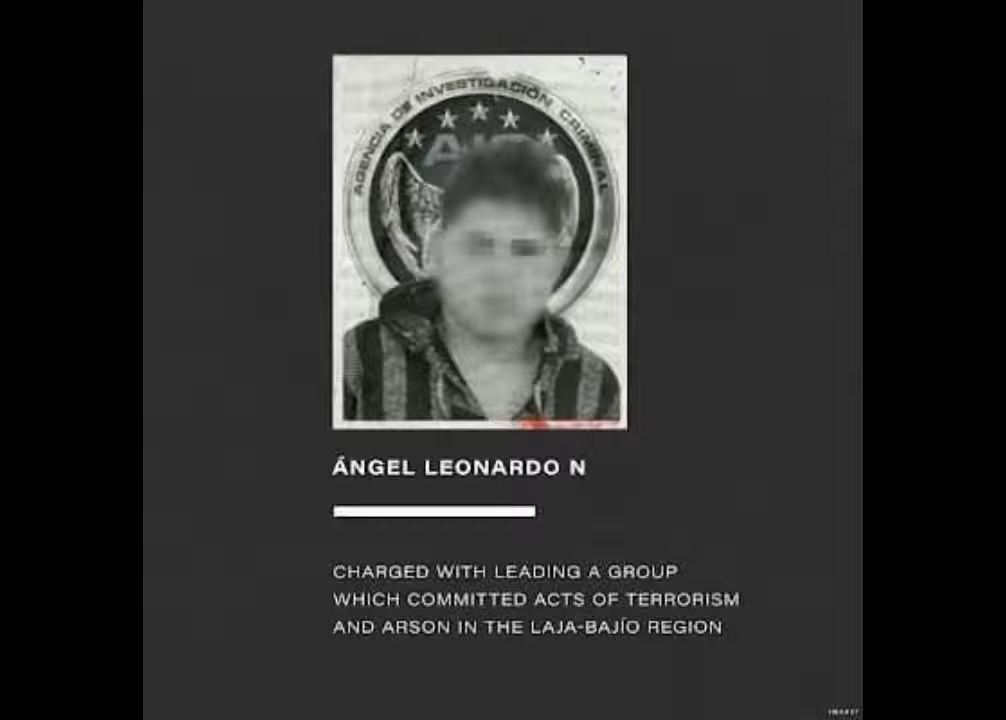 AGENCIA DE INVESTIGACIÓN CRIMINAL
ÁNGEL LEONARDO N
CHARGED WITH LEADING A GROUP
WHICH COMMITTED ACTS OF TERRORISM
AND ARSON IN THE LAJA-BAJÍO REGION